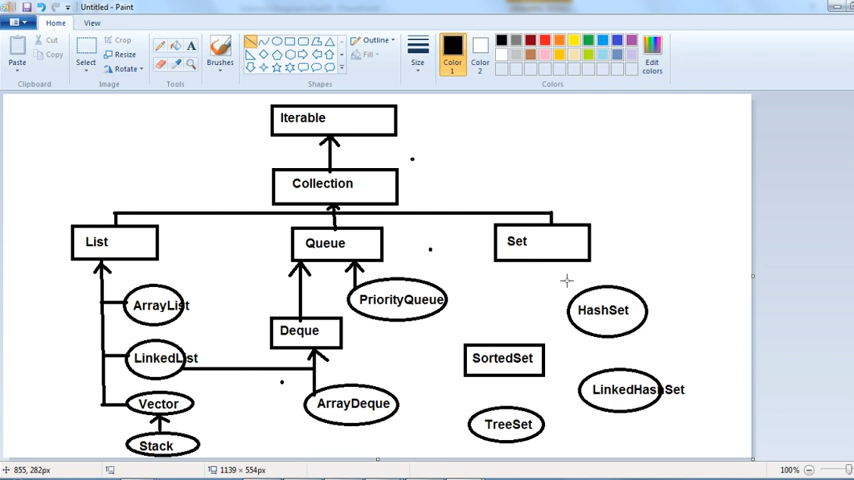 Untitled - Paint
Home
View
Paste
Cut
Copy
Clipboard
Select
Crop
Resize
Rotate
Image
Tools
Brushes
Shapes
Outline
Fill
Size
Color
1
Color
2
Edit
colors
Colors
Iterable
Collection
List
Queue
Set
ArrayList
PriorityQueue
HashSet
Deque
LinkedList
SortedSet
LinkedHashSet
Vector
ArrayDeque
TreeSet
Stack
855, 282px
1139 × 554px
100%